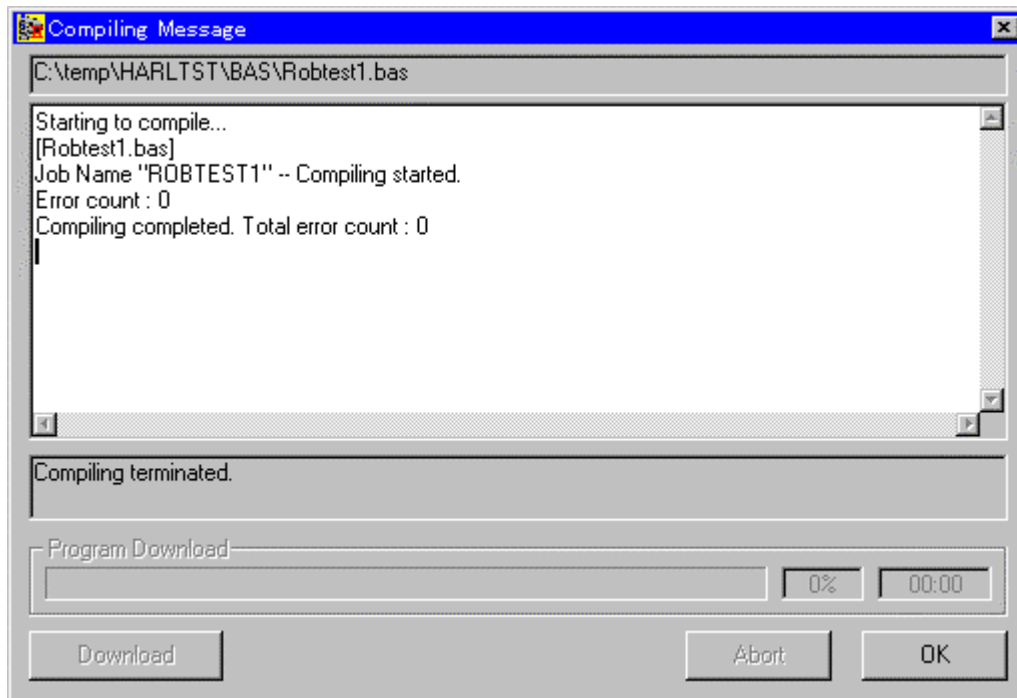 Compiling Message
C:\temp\HARLTST\BAS\Robtest1.bas
Starting to compile...
[Robtest1.bas]
Job Name "ROBTEST1" -- Compiling started.
Error count : 0
Compiling completed. Total error count : 0
Compiling terminated.
Program Download
0% 00:00
Download Abort OK